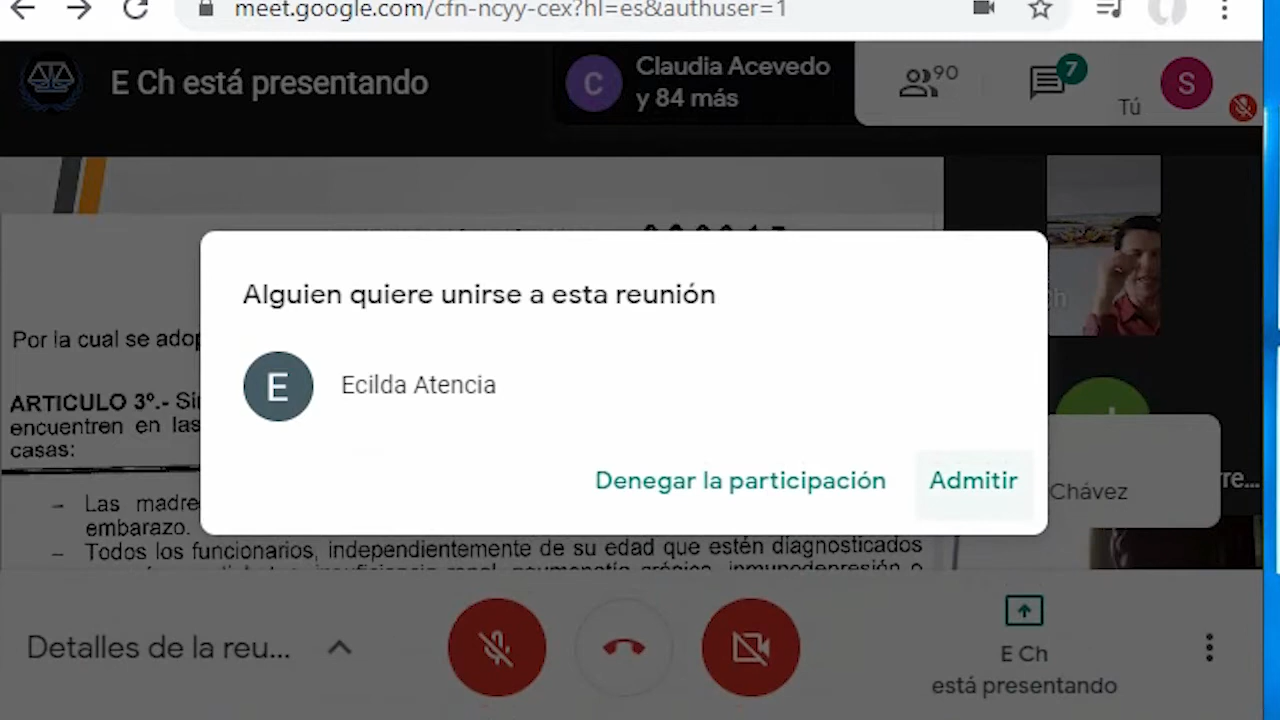 meet.google.com/cfn-ncyy-cex?hl=es&authuser=1
E Ch está presentando
C
Claudia Acevedo
y 84 más
90
7
Tú
S
Por la cual se adop
Alguien quiere unirse a esta reunión
E
Ecilda Atencia
Denegar la participación
Admitir
ARTICULO 3º.- Si
encuentren en las
casas:
Ch
Chávez
re...
– Las madre
embarazo.
– Todos los funcionarios, independientemente de su edad que estén diagnosticados
Detalles de la reu...
E Ch
está presentando